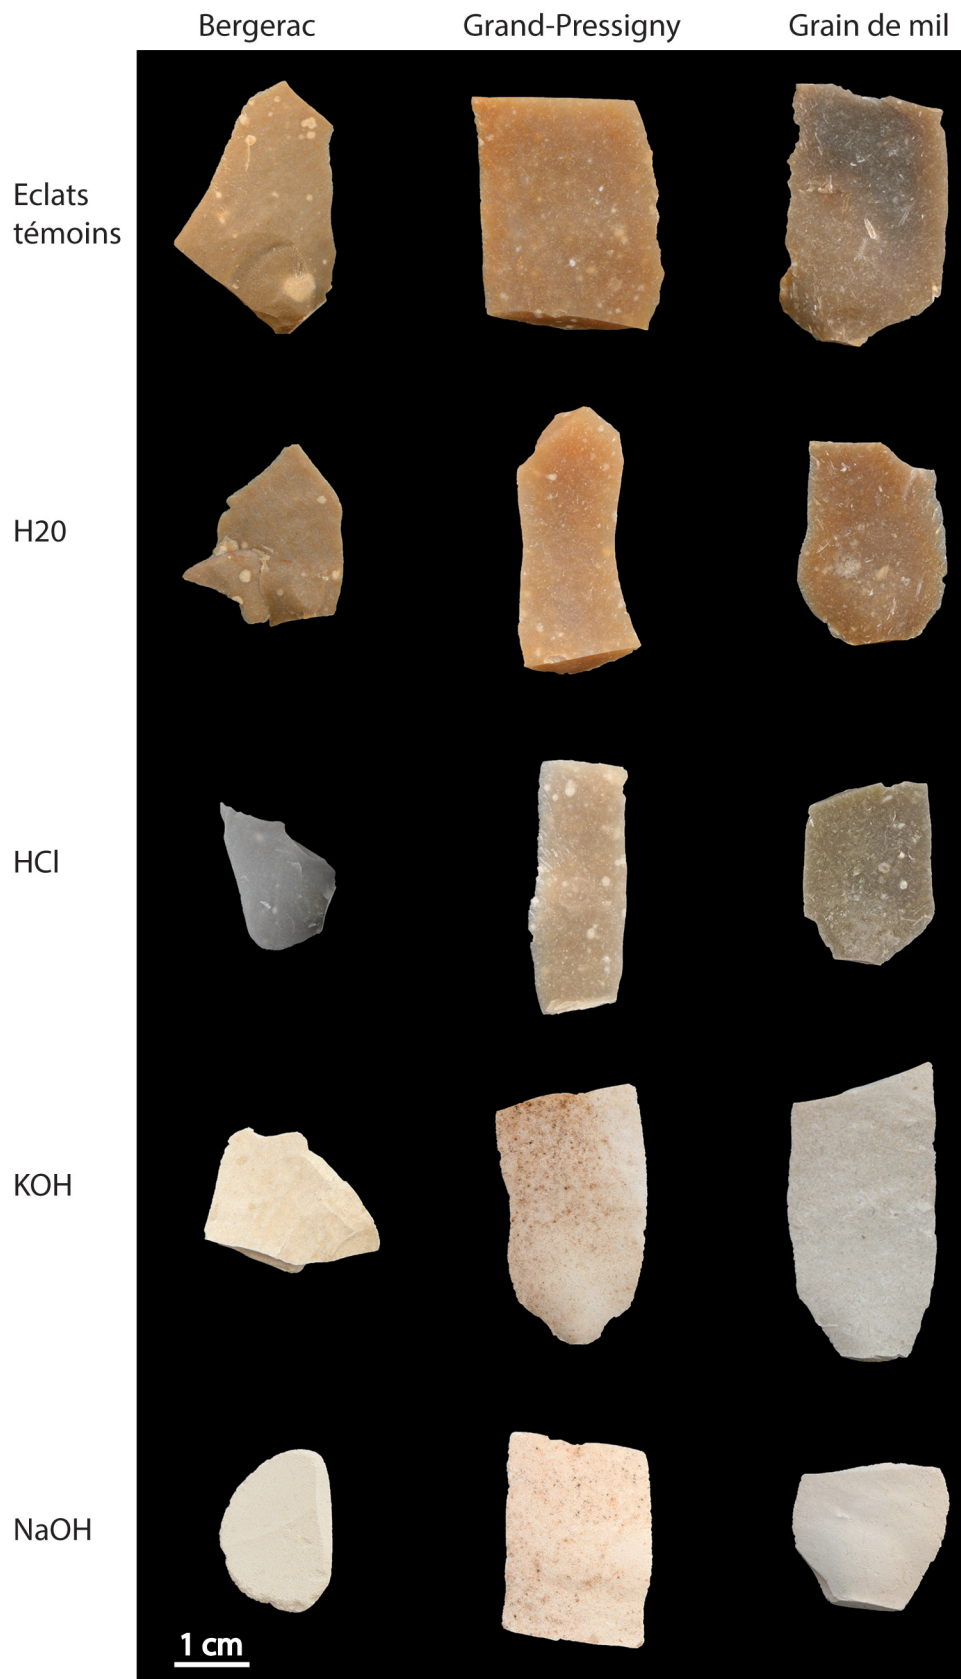 Bergerac
Grand-Pressigny
Grain de mil
Eclats
témoins
H20
HCl
KOH
NaOH
1 cm